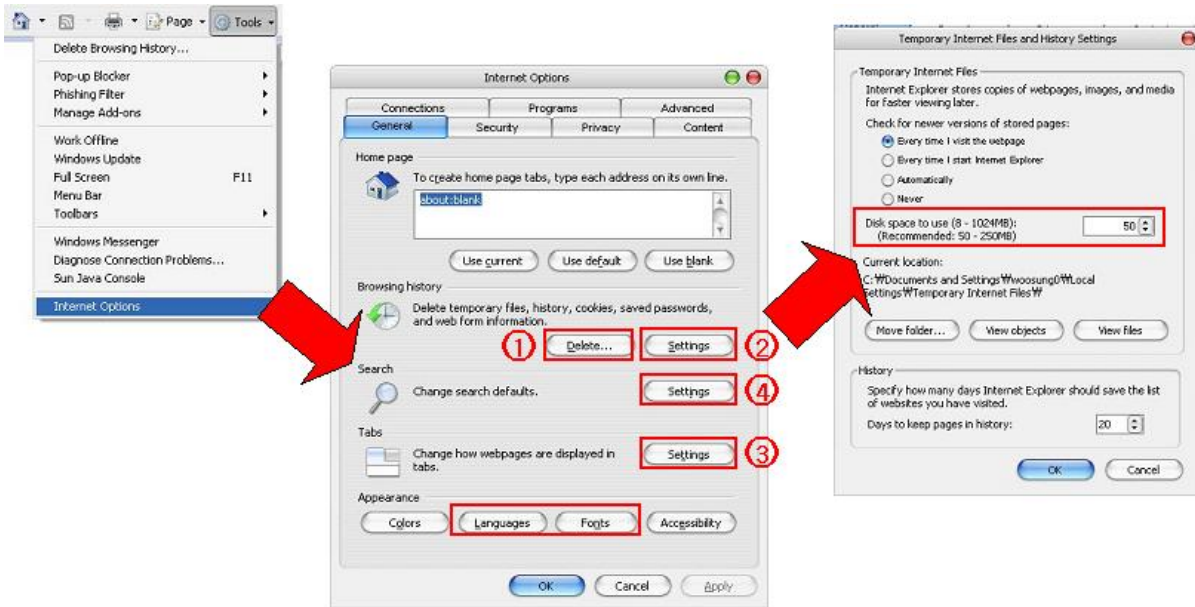 Page
Tools
Delete Browsing History...
Pop-up Blocker
Phishing Filter
Manage Add-ons
Work Offline
Windows Update
Full Screen F11
Menu Bar
Toolbars
Windows Messenger
Diagnose Connection Problems...
Sun Java Console
Internet Options
Internet Options
Connections Programs Advanced
General Security Privacy Content
Home page
To create home page tabs, type each address on its own line.
about:blank
Use current Use default Use blank
Browsing history
Delete temporary files, history, cookies, saved passwords,
and web form information.
① Delete... Settings ②
Search
Change search defaults. Settings ④
Tabs
Change how webpages are displayed in
tabs.
Settings ③
Appearance
Colors Languages Fonts Accessibility
OK Cancel Apply
Temporary Internet Files and History Settings
Temporary Internet Files
Internet Explorer stores copies of webpages, images, and media
for faster viewing later.
Check for newer versions of stored pages:
Every time I visit the webpage
Every time I start Internet Explorer
Automatically
Never
Disk space to use (8 - 1024MB): 50
(Recommended: 50 - 250MB)
Current location:
C:₩Documents and Settings₩woosung0₩Local
Settings₩Temporary Internet Files₩
Move folder... View objects View files
History
Specify how many days Internet Explorer should save the list
of websites you have visited.
Days to keep pages in history: 20
OK Cancel